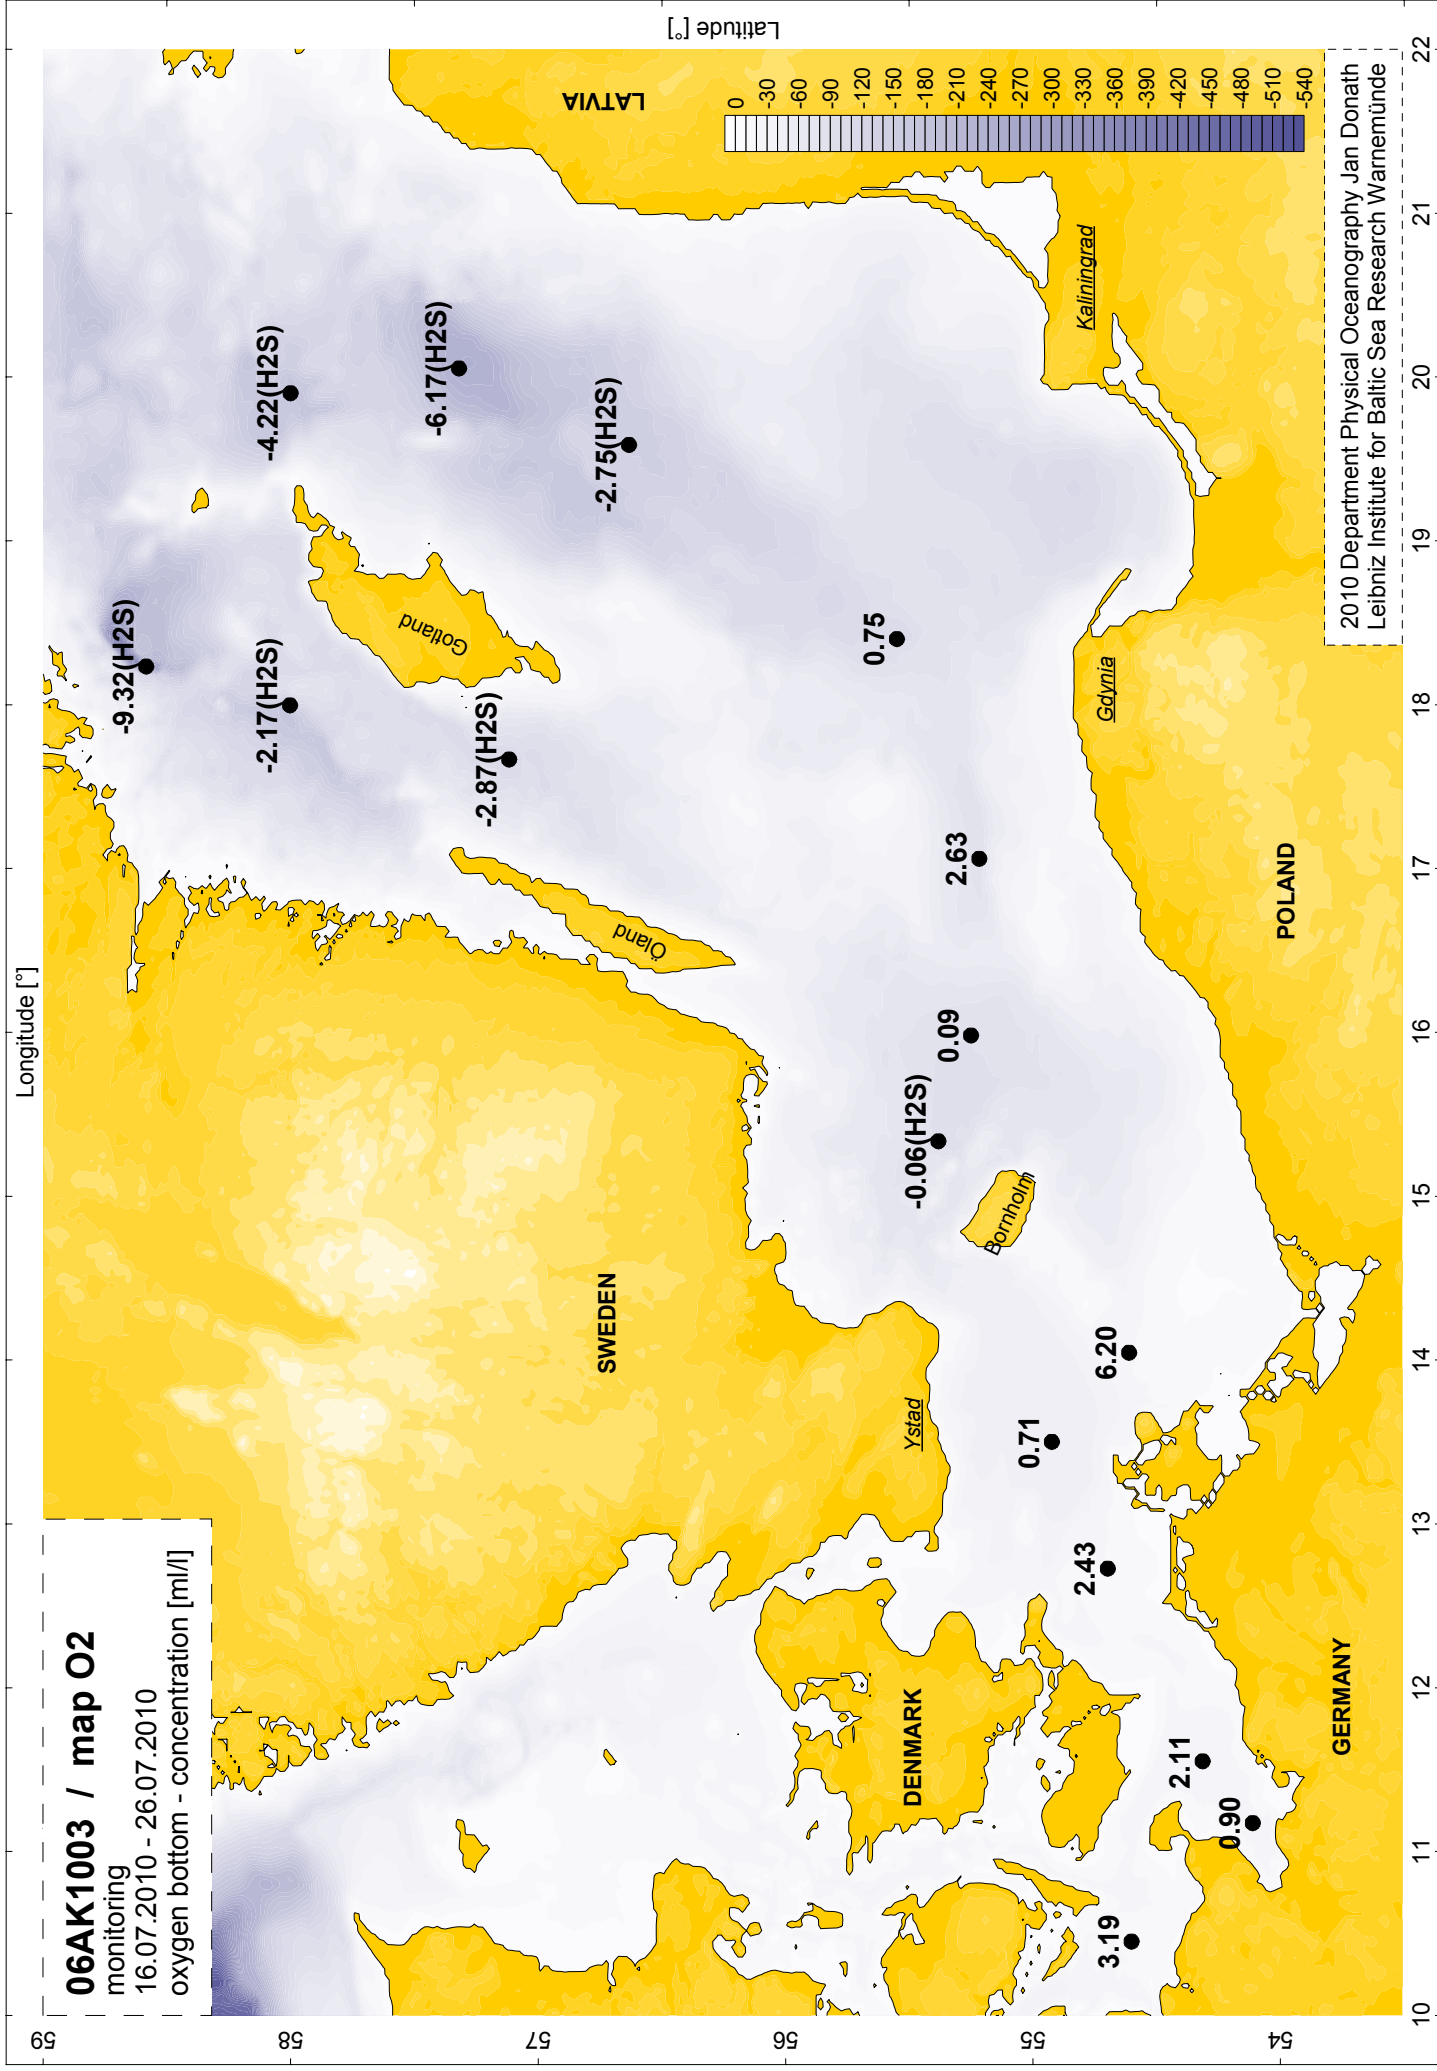 06AK1003 / map O2
monitoring
16.07.2010 - 26.07.2010
oxygen bottom - concentration [ml/l]
Longitude [°]
Latitude [°]
59
58
57
56
55
54
10
11
12
13
14
15
16
17
18
19
20
21
22
-9.32(H2S)
-4.22(H2S)
-2.17(H2S)
-6.17(H2S)
-2.87(H2S)
-2.75(H2S)
0.75
2.63
0.09
-0.06(H2S)
6.20
0.71
2.43
2.11
0.90
3.19
LATVIA
Gotland
Öland
SWEDEN
Ystad
Bornholm
Kaliningrad
Gdynia
POLAND
DENMARK
GERMANY
0
-30
-60
-90
-120
-150
-180
-210
-240
-270
-300
-330
-360
-390
-420
-450
-480
-510
-540
2010 Department Physical Oceanography Jan Donath
Leibniz Institute for Baltic Sea Research Warnemünde